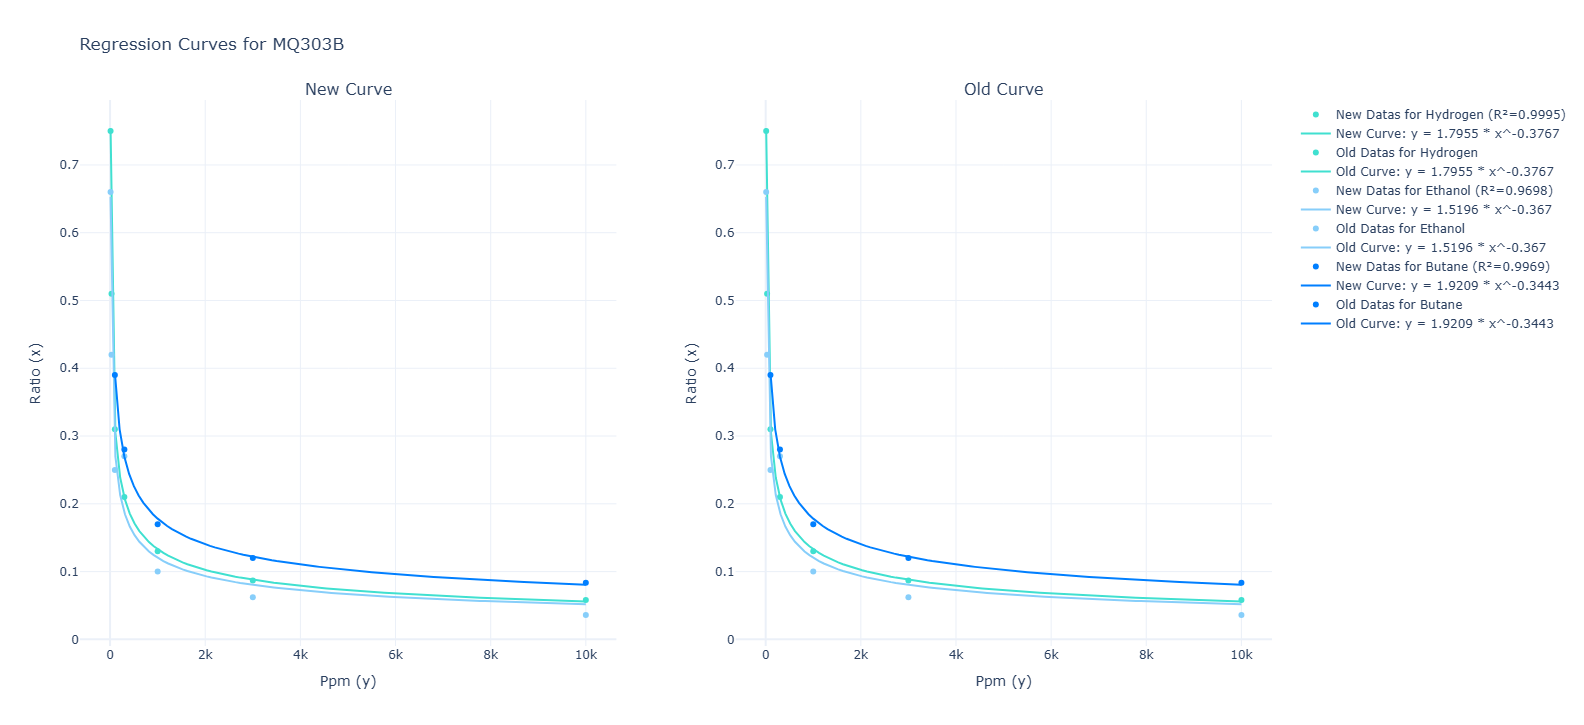 Regression Curves for MQ303B
New Curve
0.7
0.6
0.5
0.4
0.3
0.2
0.1
0
Ratio (x)
0
2k
4k
6k
8k
10k
Ppm (y)
Old Curve
0.7
0.6
0.5
0.4
0.3
0.2
0.1
0
Ratio (x)
0
2k
4k
6k
8k
10k
Ppm (y)
New Datas for Hydrogen (R²=0.9995)
New Curve: y = 1.7955 * x^-0.3767
Old Datas for Hydrogen
Old Curve: y = 1.7955 * x^-0.3767
New Datas for Ethanol (R²=0.9698)
New Curve: y = 1.5196 * x^-0.367
Old Datas for Ethanol
Old Curve: y = 1.5196 * x^-0.367
New Datas for Butane (R²=0.9969)
New Curve: y = 1.9209 * x^-0.3443
Old Datas for Butane
Old Curve: y = 1.9209 * x^-0.3443